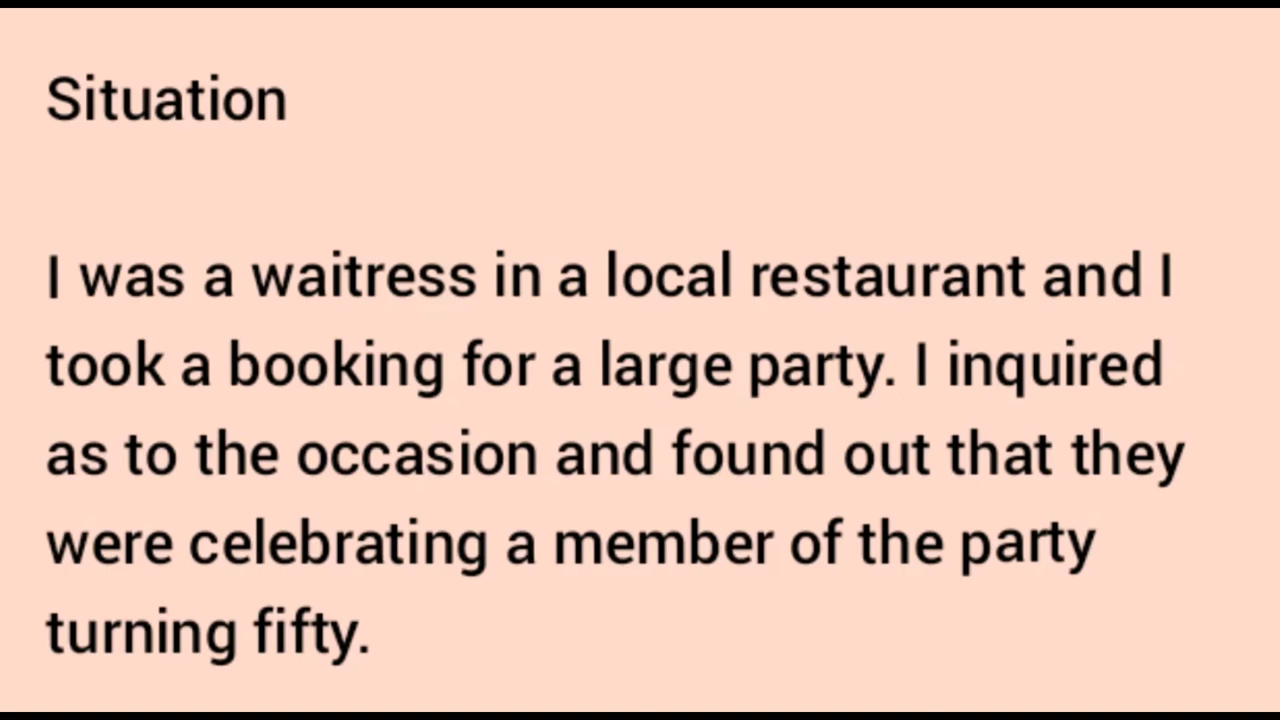 Situation
I was a waitress in a local restaurant and I
took a booking for a large party. I inquired
as to the occasion and found out that they
were celebrating a member of the party
turning fifty.